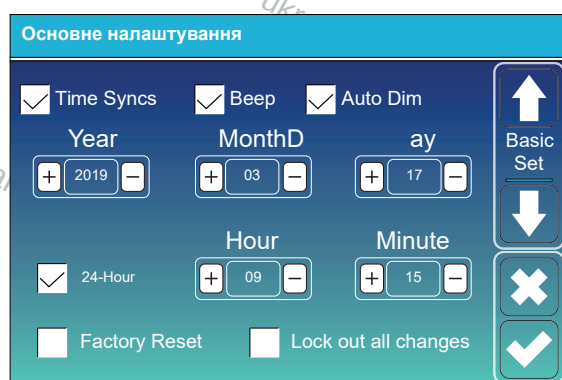 Основне налаштування
Time Syncs Beep Auto Dim
Year MonthD ay
+ 2019 − + 03 − + 17 −
Basic
Set
Hour Minute
24-Hour + 09 − + 15 −
Factory Reset Lock out all changes